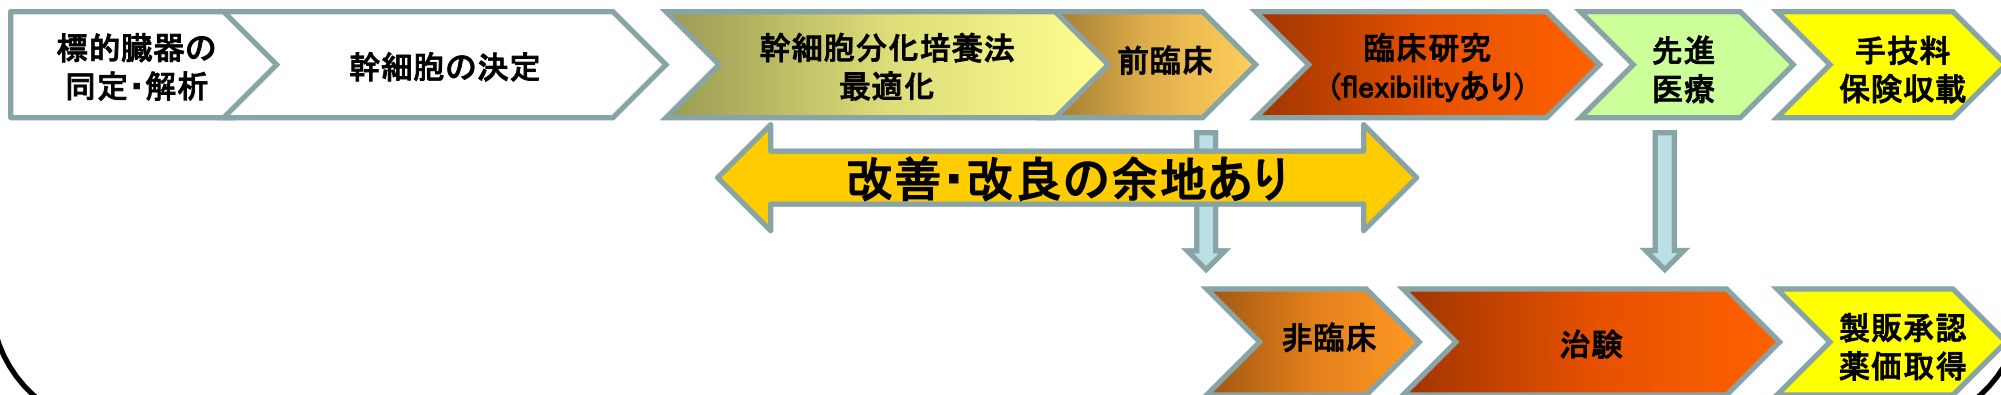 標的臓器の
同定・解析
幹細胞の決定
幹細胞分化培養法
最適化
前臨床
臨床研究
(flexibilityあり)
先進
医療
手技料
保険収載
改善・改良の余地あり
非臨床
治験
製販承認
薬価取得